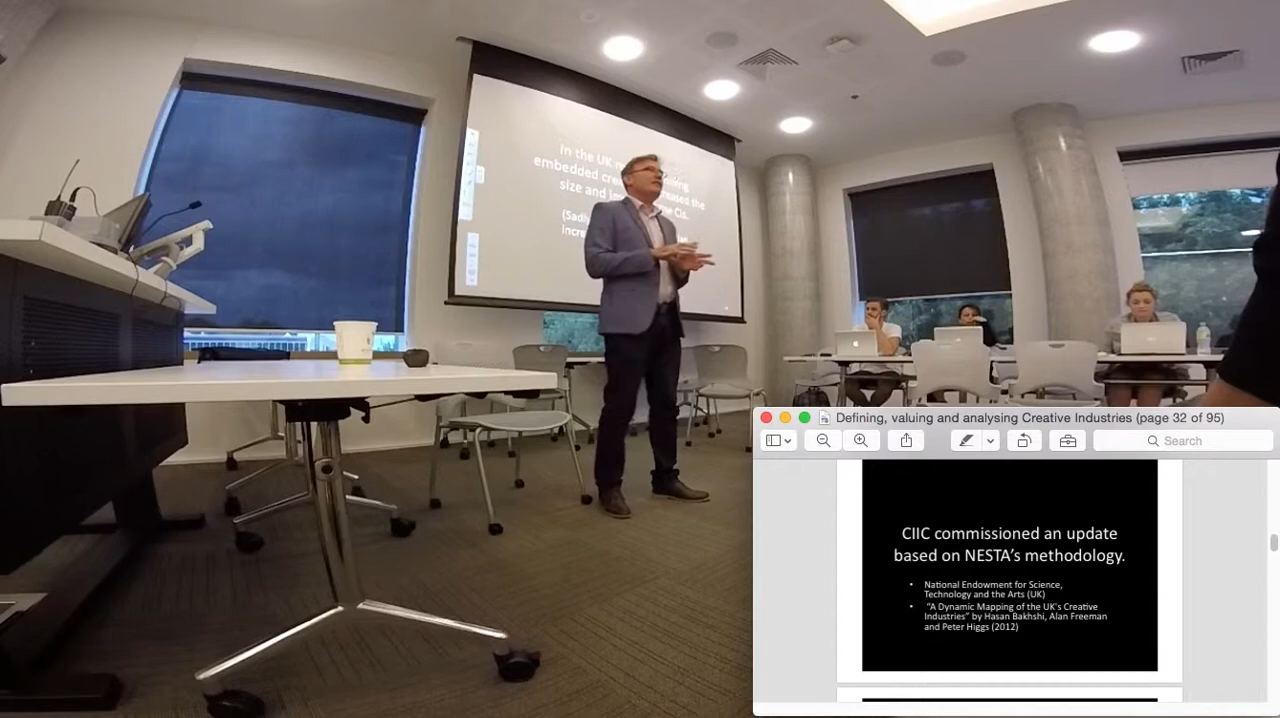 In the UK
embedded
size and
the
CIs.
Defining, valuing and analysing Creative Industries (page 32 of 95)
Search
CIIC commissioned an update
based on NESTA's methodology.
• National Endowment for Science,
Technology and the Arts (UK)
• "A Dynamic Mapping of the UK's Creative
Industries" by Hasan Bakhshi, Alan Freeman
and Peter Higgs (2012)